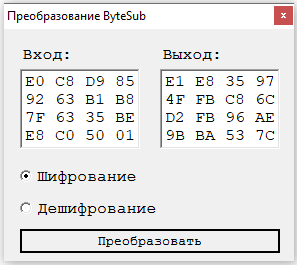 Преобразование ByteSub
x
Вход: Выход:
E0 C8 D9 85 E1 E8 35 97
92 63 B1 B8 4F FB C8 6C
7F 63 35 BE D2 FB 96 AE
E8 C0 50 01 9B BA 53 7C
Шифрование
Дешифрование
Преобразовать